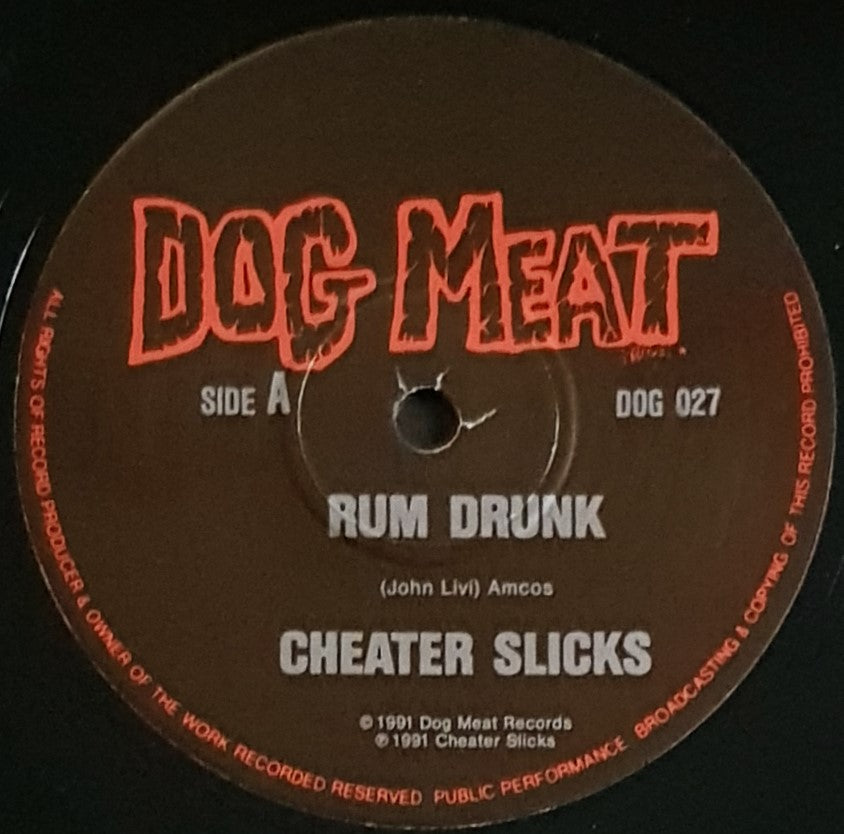 DOG MEAT
SIDE A
DOG 027
RUM DRUNK
(John Livi) Amcos
CHEATER SLICKS
© 1991 Dog Meat Records
℗ 1991 Cheater Slicks
ALL RIGHTS OF RECORD PRODUCER & OWNER OF THE WORK RECORDED RESERVED PUBLIC PERFORMANCE BROADCASTING & COPYING OF THIS RECORD PROHIBITED